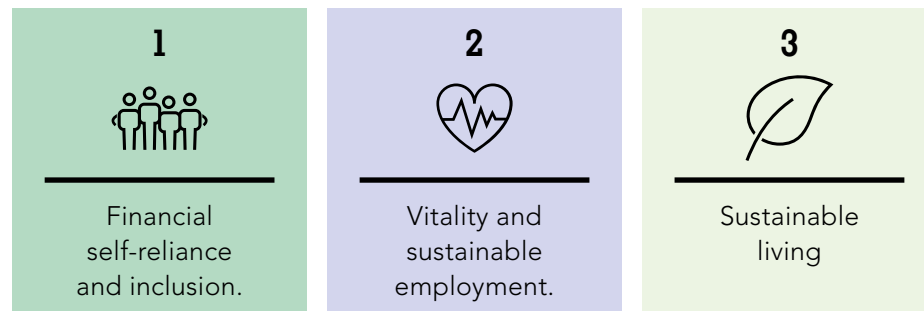 1
Financial
self-reliance
and inclusion.
2
Vitality and
sustainable
employment.
3
Sustainable
living